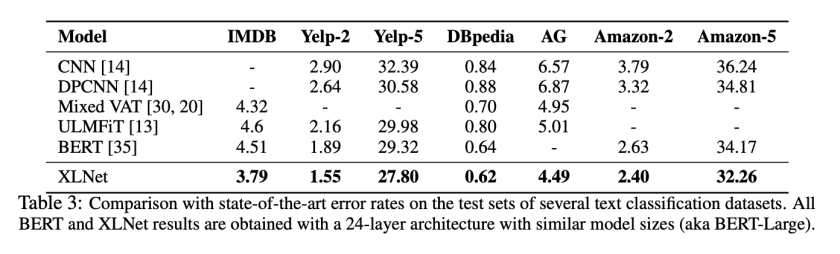 Model IMDB Yelp-2 Yelp-5 DBpedia AG Amazon-2 Amazon-5
CNN [14] - 2.90 32.39 0.84 6.57 3.79 36.24
DPCNN [14] - 2.64 30.58 0.88 6.87 3.32 34.81
Mixed VAT [30, 20] 4.32 - - 0.70 4.95 - -
ULMFiT [13] 4.6 2.16 29.98 0.80 5.01 - -
BERT [35] 4.51 1.89 29.32 0.64 - 2.63 34.17
XLNet 3.79 1.55 27.80 0.62 4.49 2.40 32.26
Table 3: Comparison with state-of-the-art error rates on the test sets of several text classification datasets. All
BERT and XLNet results are obtained with a 24-layer architecture with similar model sizes (aka BERT-Large).